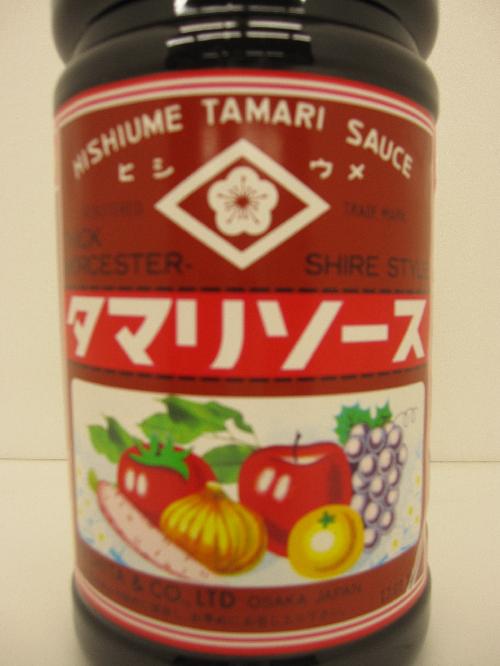 HISHIUME TAMARI SAUCE
ヒシ ウメ
REGISTERED TRADE MARK
THICK
WORCESTER- SHIRE STYLE
タマリソース
& CO., LTD OSAKA JAPAN